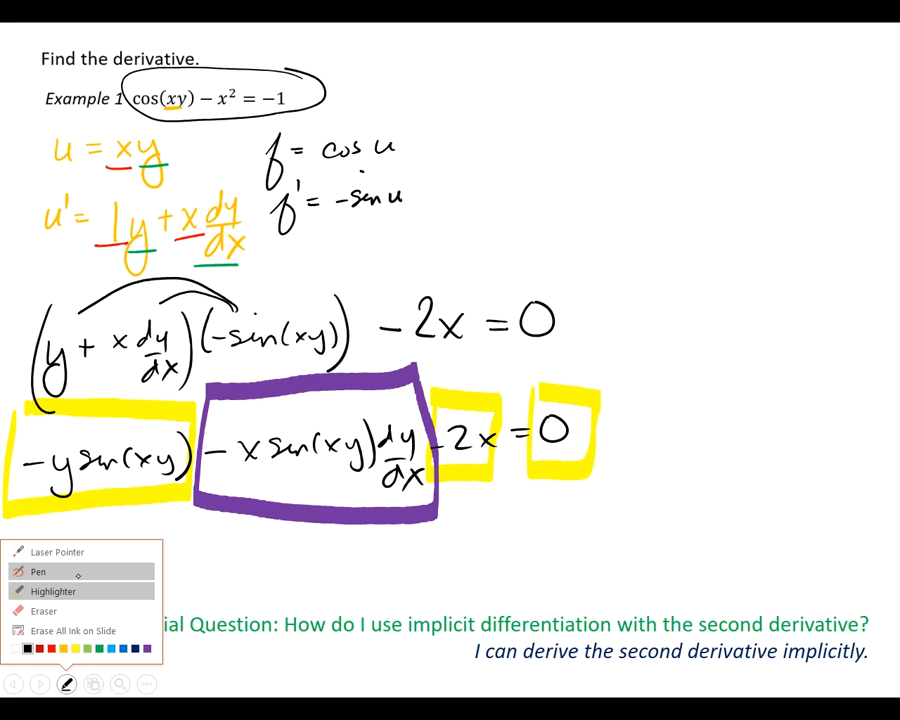 Find the derivative.
Example 1 cos(xy) − x² = −1
u = xy
f = cos u
u' = 1y + x dy/dx
f' = -sin u
(y + x dy/dx)(-sin(xy)) - 2x = 0
-y sin(xy) - x sin(xy) dy/dx - 2x = 0
Laser Pointer
Pen
Highlighter
Eraser
Erase All Ink on Slide
ial Question: How do I use implicit differentiation with the second derivative?
I can derive the second derivative implicitly.